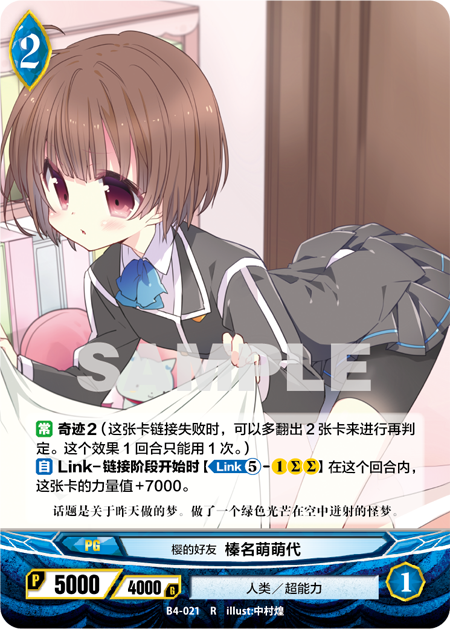 2
SAMPLE
常 奇迹2（这张卡链接失败时，可以多翻出2张卡来进行再判
定。这个效果1回合只能用1次。）
自 Link-链接阶段开始时【Link 5-1ΣΣ】在这个回合内，
这张卡的力量值+7000。
话题是关于昨天做的梦。做了一个绿色光芒在空中迸射的怪梦。
PG 樱的好友 榛名萌萌代
P 5000 4000 G 人类／超能力 1
B4-021 R illust:中村煌